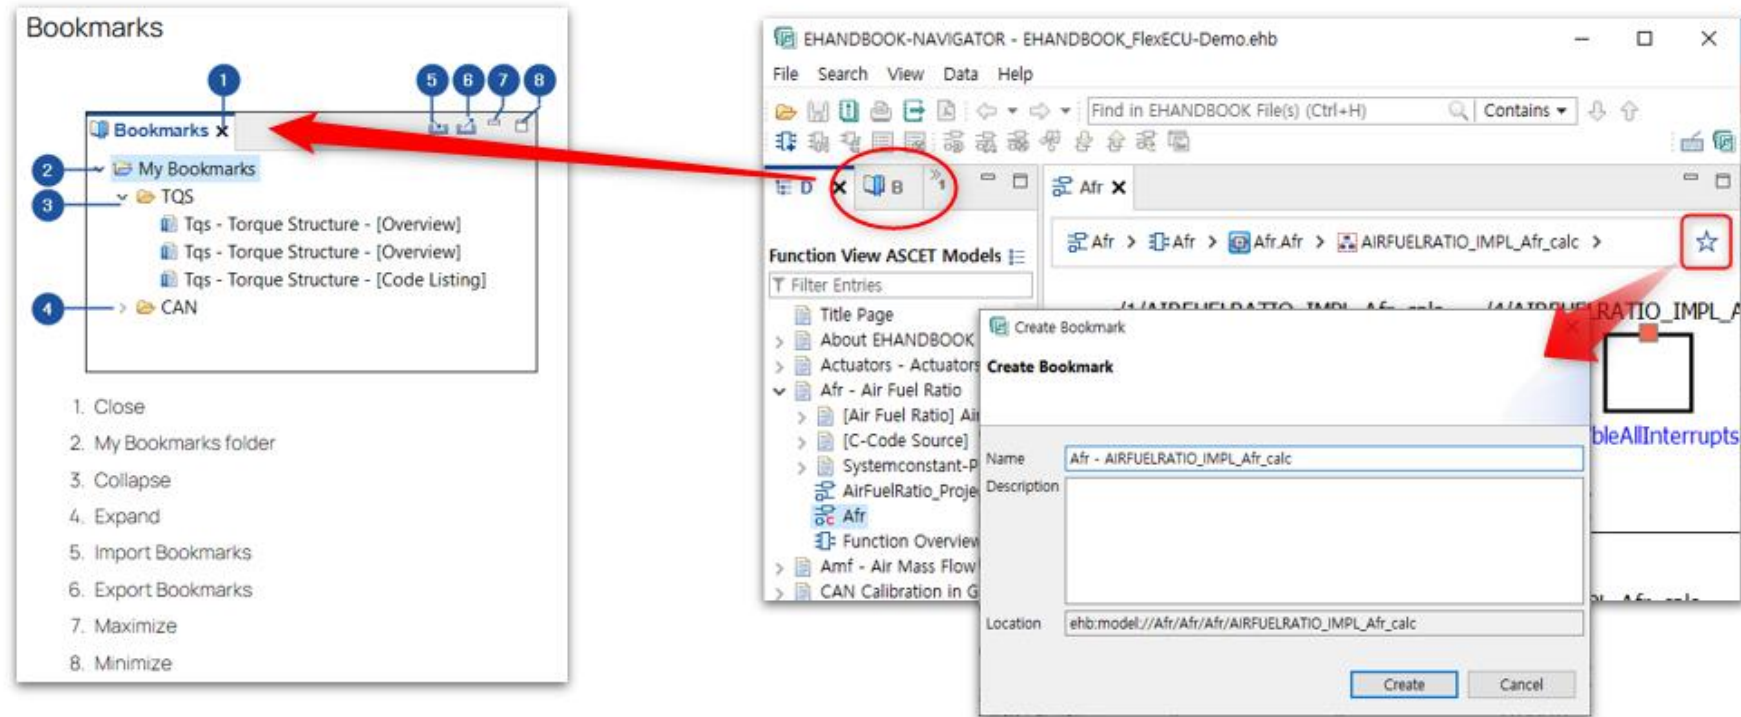 Bookmarks
1
5
6
7
8
Bookmarks
2
My Bookmarks
3
TQS
Tqs - Torque Structure - [Overview]
Tqs - Torque Structure - [Overview]
Tqs - Torque Structure - [Code Listing]
4
CAN
1. Close
2. My Bookmarks folder
3. Collapse
4. Expand
5. Import Bookmarks
6. Export Bookmarks
7. Maximize
8. Minimize
EHANDBOOK-NAVIGATOR - EHANDBOOK_FlexECU-Demo.ehb
File Search View Data Help
Find in EHANDBOOK File(s) (Ctrl+H) Contains
D B »1
Afr
Afr > Afr > Afr.Afr > AIRFUELRATIO_IMPL_Afr_calc >
Function View ASCET Models
Filter Entries
Title Page
About EHANDBOOK
Actuators - Actuators
Afr - Air Fuel Ratio
[Air Fuel Ratio] Air
[C-Code Source]
Systemconstant-P
AirFuelRatio_Proje
Afr
Function Overview
Amf - Air Mass Flow
CAN Calibration in G
/1/AIRFUELRATIO_IMPL_Afr_calc
RATIO_IMPL_A
bleAllInterrupts
Create Bookmark
Create Bookmark
Name Afr - AIRFUELRATIO_IMPL_Afr_calc
Description
Location ehb:model://Afr/Afr/Afr/AIRFUELRATIO_IMPL_Afr_calc
Create Cancel